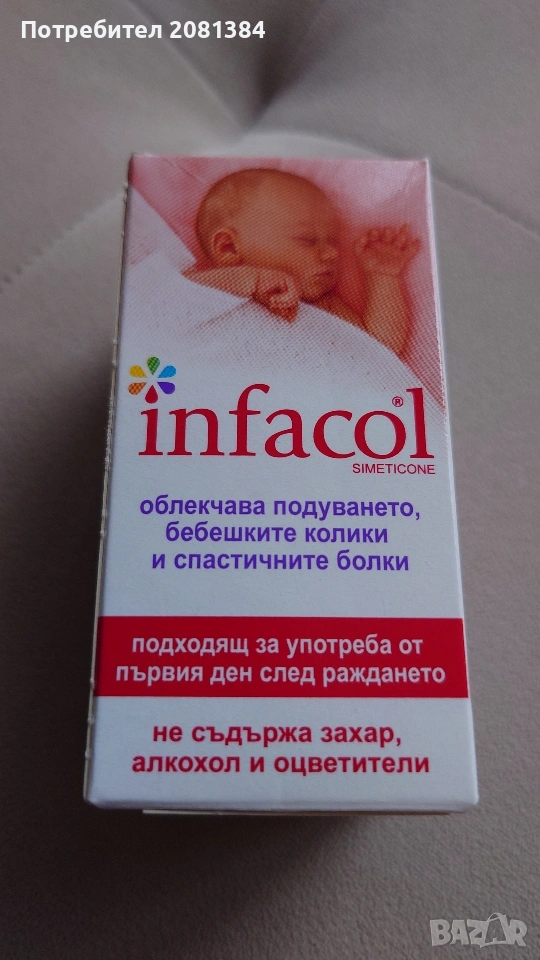 Потребител 2081384
infacol®
SIMETICONE
облекчава подуването,
бебешките колики
и спастичните болки
подходящ за употреба от
първия ден след раждането
не съдържа захар,
алкохол и оцветители
BAZAR